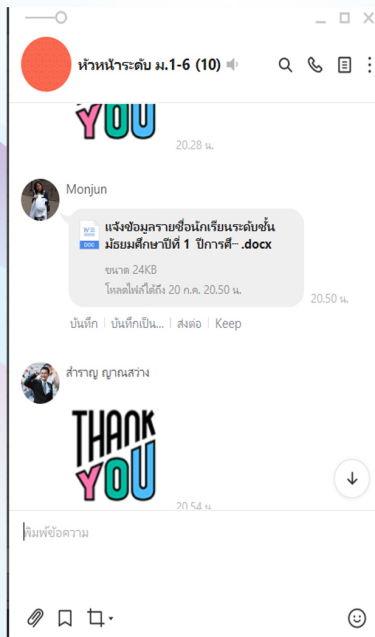 หัวหน้าระดับ ม.1-6 (10)
YOU
20.28 น.
Monjun
แจ้งข้อมูลรายชื่อนักเรียนระดับชั้น
มัธยมศึกษาปีที่ 1 ปีการศึ... .docx
DOC
ขนาด 24KB
โหลดไฟล์ได้ถึง 20 ก.ค. 20.50 น.
20.50 น.
บันทึก | บันทึกเป็น... | ส่งต่อ | Keep
สำราญ ญาณสว่าง
THANK
YOU
20.54 น.
พิมพ์ข้อความ